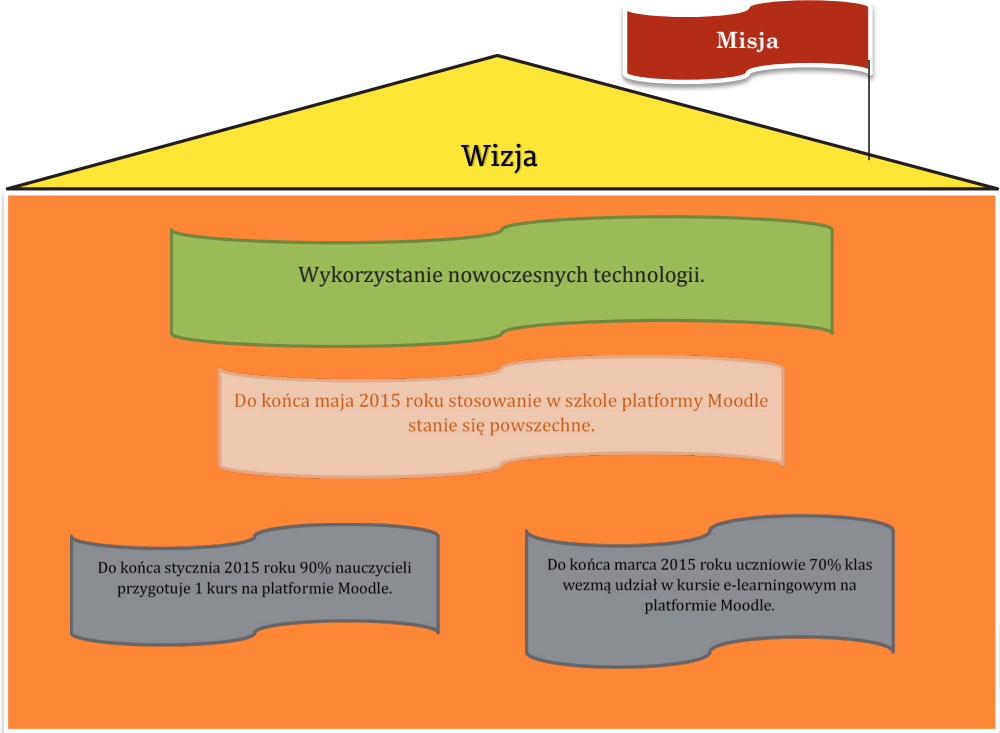 Misja
Wizja
Wykorzystanie nowoczesnych technologii.
Do końca maja 2015 roku stosowanie w szkole platformy Moodle
stanie się powszechne.
Do końca stycznia 2015 roku 90% nauczycieli
przygotuje 1 kurs na platformie Moodle.
Do końca marca 2015 roku uczniowie 70% klas
wezmą udział w kursie e-learningowym na
platformie Moodle.